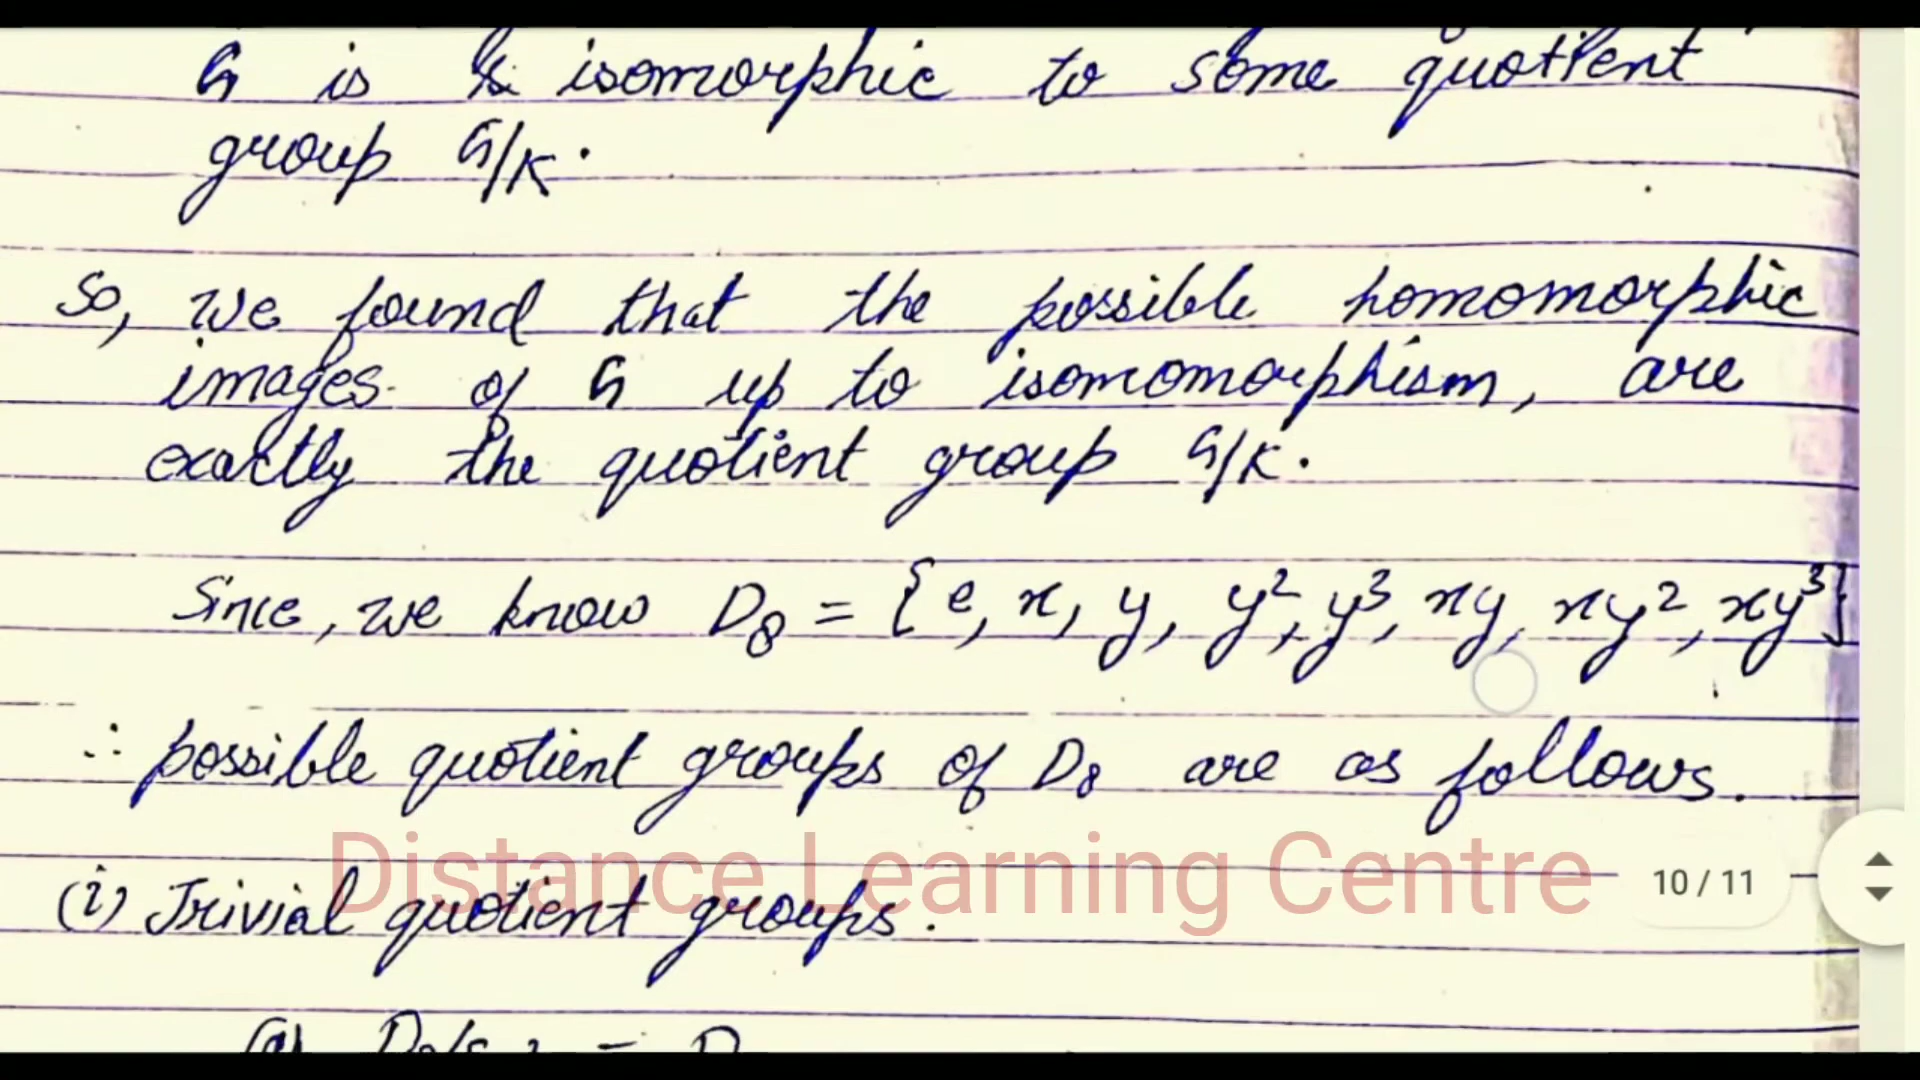 G is isomorphic to some quotient
group G/K.
So, we found that the possible homomorphic
images of G up to isomomorphism, are
exactly the quotient group G/K.
Since, we know D8 = {e, x, y, y², y³, xy, xy², xy³}
∴ possible quotient groups of D8 are as follows.
Distance Learning Centre
10 / 11
(i) Trivial quotient groups.